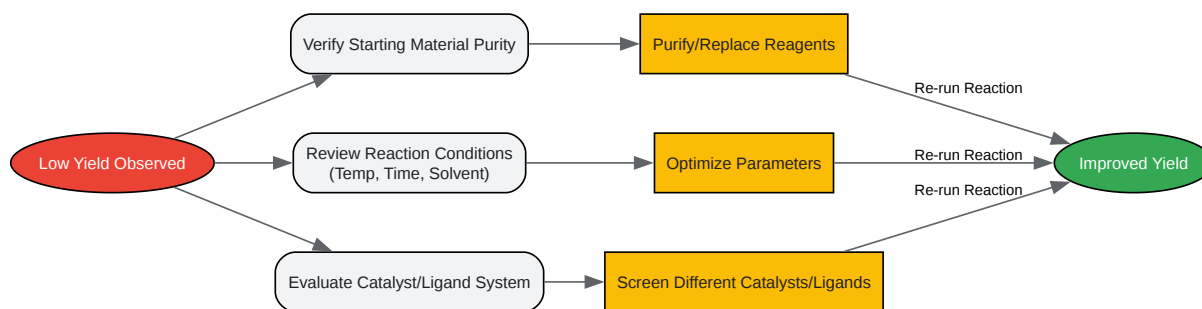 Verify Starting Material Purity
Purify/Replace Reagents
Re-run Reaction
Low Yield Observed
Review Reaction Conditions
(Temp, Time, Solvent)
Optimize Parameters
Re-run Reaction
Improved Yield
Re-run Reaction
Evaluate Catalyst/Ligand System
Screen Different Catalysts/Ligands